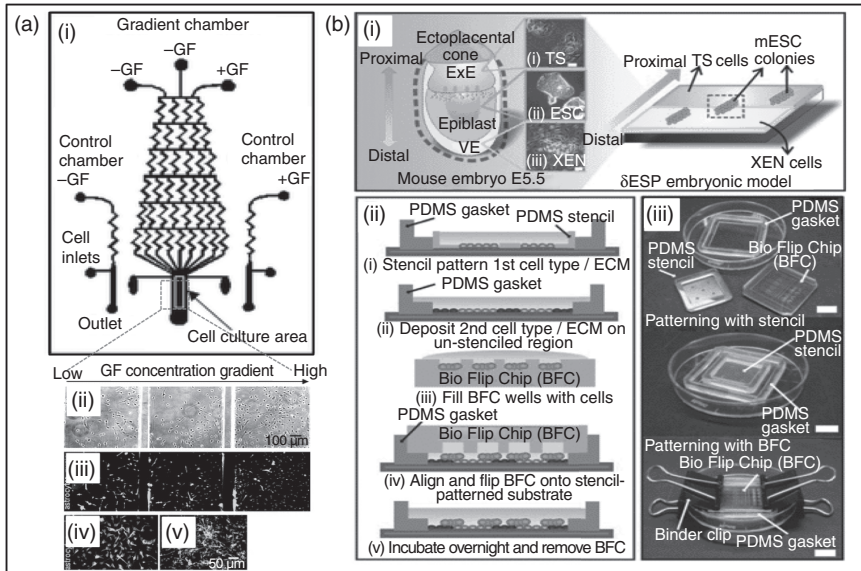 (a)
(i)
Gradient chamber
−GF
−GF
+GF
Control
chamber
−GF
Control
chamber
+GF
Cell
inlets
Outlet
Cell culture area
Low
GF concentration gradient
High
(ii)
100 µm
(iii)
(iv)
(v)
50 µm
(b)
(i)
Proximal
Distal
Ectoplacental
cone
ExE
Epiblast
VE
(i) TS
(ii) ESC
(iii) XEN
Mouse embryo E5.5
Proximal
Distal
TS cells
mESC
colonies
XEN cells
δESP embryonic model
(ii)
PDMS gasket
PDMS stencil
(i) Stencil pattern 1st cell type / ECM
PDMS gasket
(ii) Deposit 2nd cell type / ECM on
un-stenciled region
Bio Flip Chip (BFC)
(iii) Fill BFC wells with cells
PDMS gasket
Bio Flip Chip (BFC)
(iv) Align and flip BFC onto stencil-
patterned substrate
(v) Incubate overnight and remove BFC
(iii)
PDMS
gasket
PDMS
stencil
Bio Flip Chip
(BFC)
Patterning with stencil
PDMS
stencil
PDMS
gasket
Patterning with BFC
Bio Flip Chip (BFC)
Binder clip
PDMS gasket